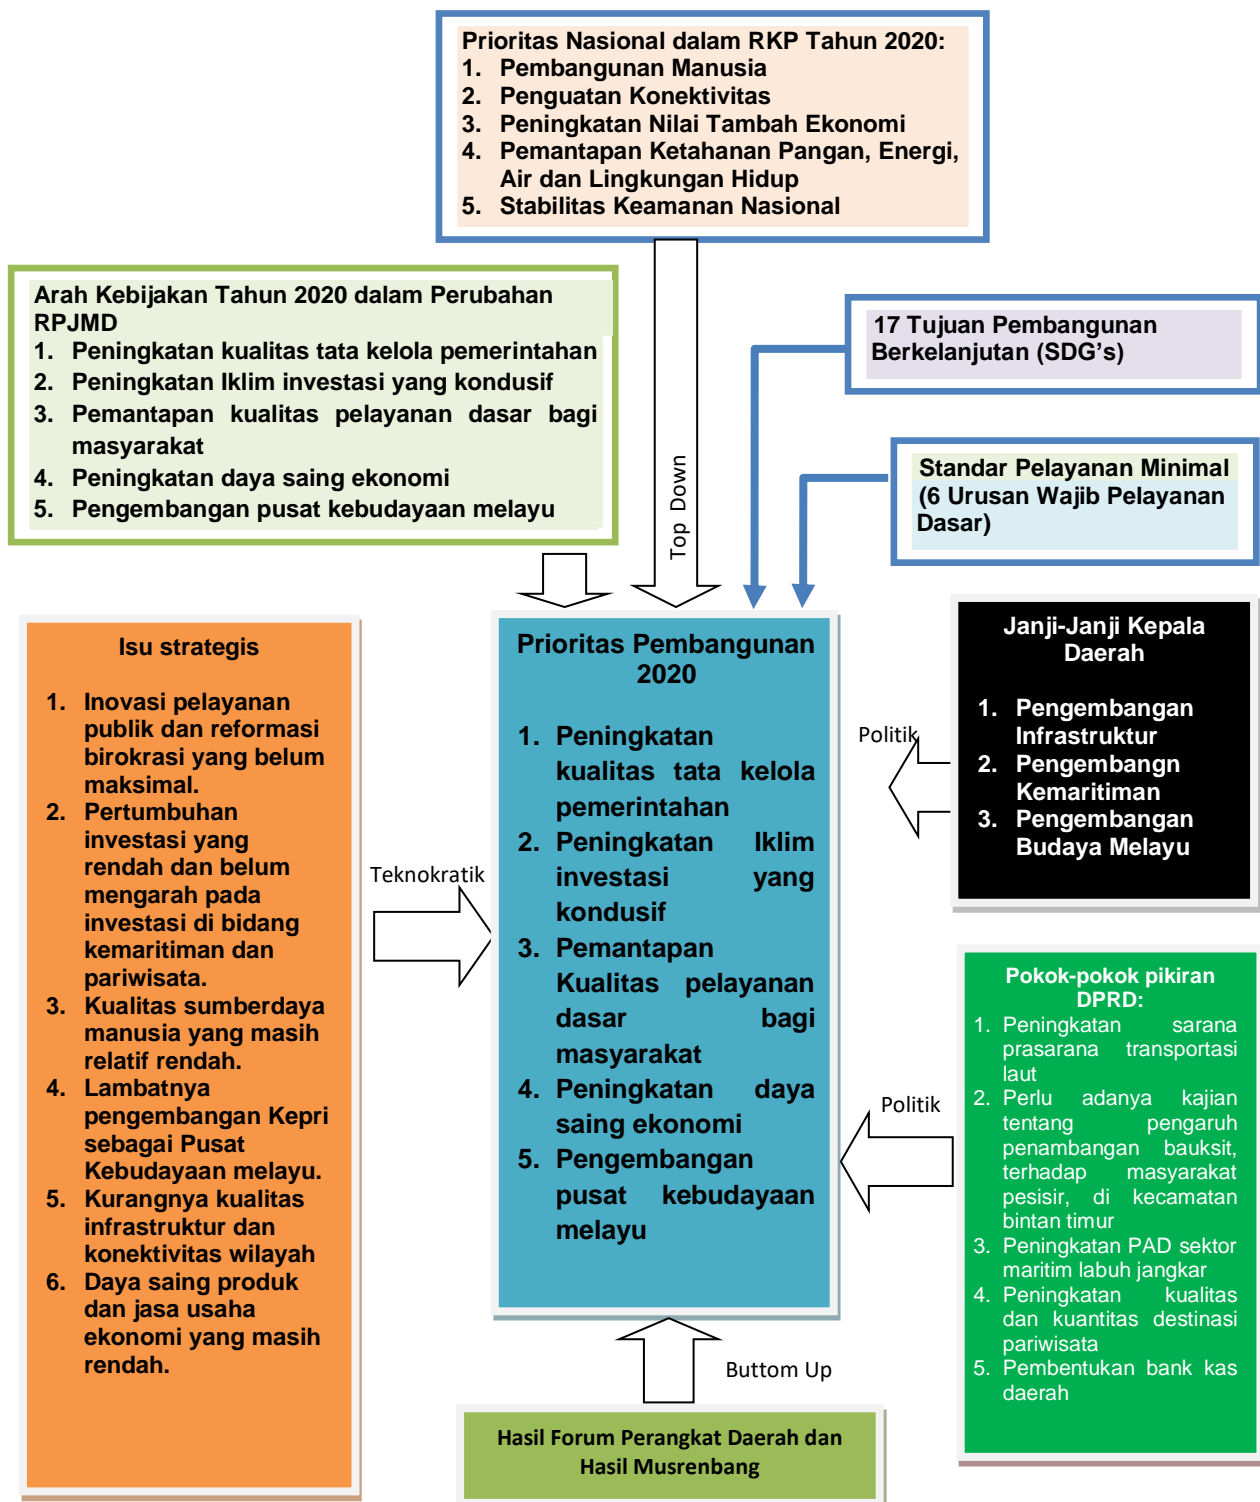 Prioritas Nasional dalam RKP Tahun 2020:
1. Pembangunan Manusia
2. Penguatan Konektivitas
3. Peningkatan Nilai Tambah Ekonomi
4. Pemantapan Ketahanan Pangan, Energi,
Air dan Lingkungan Hidup
5. Stabilitas Keamanan Nasional
Arah Kebijakan Tahun 2020 dalam Perubahan
RPJMD
1. Peningkatan kualitas tata kelola pemerintahan
2. Peningkatan Iklim investasi yang kondusif
3. Pemantapan kualitas pelayanan dasar bagi
masyarakat
4. Peningkatan daya saing ekonomi
5. Pengembangan pusat kebudayaan melayu
Top Down
17 Tujuan Pembangunan
Berkelanjutan (SDG's)
Standar Pelayanan Minimal
(6 Urusan Wajib Pelayanan
Dasar)
Isu strategis
1. Inovasi pelayanan
publik dan reformasi
birokrasi yang belum
maksimal.
2. Pertumbuhan
investasi yang
rendah dan belum
mengarah pada
investasi di bidang
kemaritiman dan
pariwisata.
3. Kualitas sumberdaya
manusia yang masih
relatif rendah.
4. Lambatnya
pengembangan Kepri
sebagai Pusat
Kebudayaan melayu.
5. Kurangnya kualitas
infrastruktur dan
konektivitas wilayah
6. Daya saing produk
dan jasa usaha
ekonomi yang masih
rendah.
Teknokratik
Prioritas Pembangunan
2020
1. Peningkatan
kualitas tata kelola
pemerintahan
2. Peningkatan Iklim
investasi yang
kondusif
3. Pemantapan
Kualitas pelayanan
dasar bagi
masyarakat
4. Peningkatan daya
saing ekonomi
5. Pengembangan
pusat kebudayaan
melayu
Politik
Janji-Janji Kepala
Daerah
1. Pengembangan
Infrastruktur
2. Pengembangn
Kemaritiman
3. Pengembangan
Budaya Melayu
Politik
Pokok-pokok pikiran
DPRD:
1. Peningkatan sarana
prasarana transportasi
laut
2. Perlu adanya kajian
tentang pengaruh
penambangan bauksit,
terhadap masyarakat
pesisir, di kecamatan
bintan timur
3. Peningkatan PAD sektor
maritim labuh jangkar
4. Peningkatan kualitas
dan kuantitas destinasi
pariwisata
5. Pembentukan bank kas
daerah
Buttom Up
Hasil Forum Perangkat Daerah dan
Hasil Musrenbang